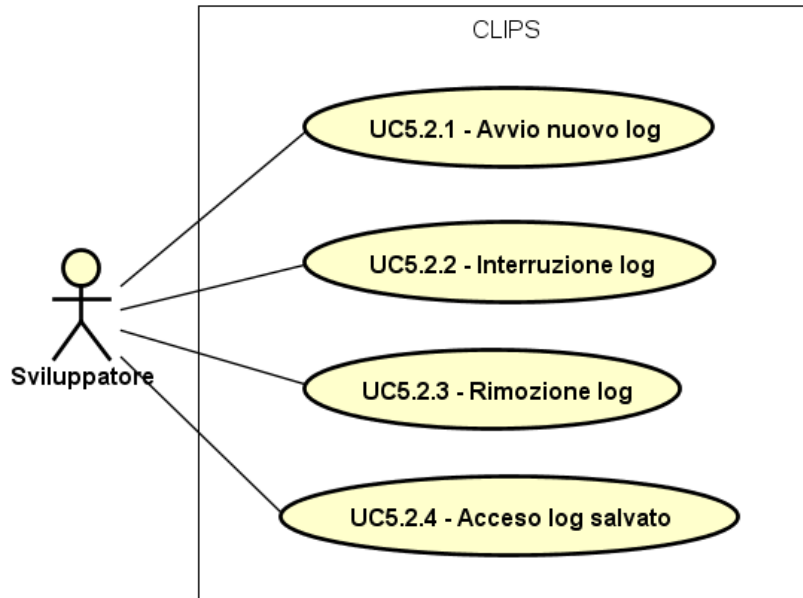 CLIPS
UC5.2.1 - Avvio nuovo log
UC5.2.2 - Interruzione log
Sviluppatore
UC5.2.3 - Rimozione log
UC5.2.4 - Acceso log salvato